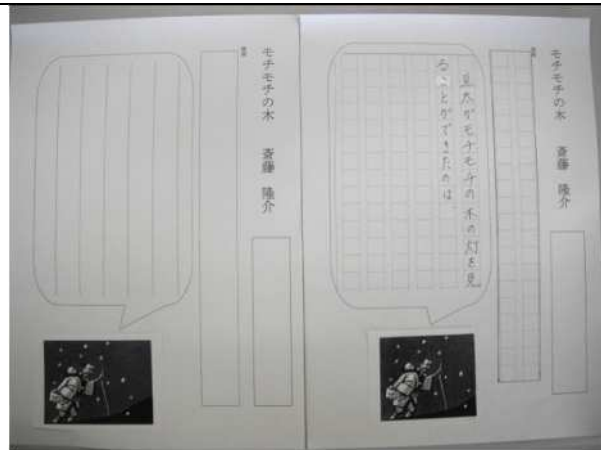 モチモチの木 斎藤 隆介
豆太がモチモチの木の灯を見
ることができたのは、
モチモチの木 斎藤 隆介